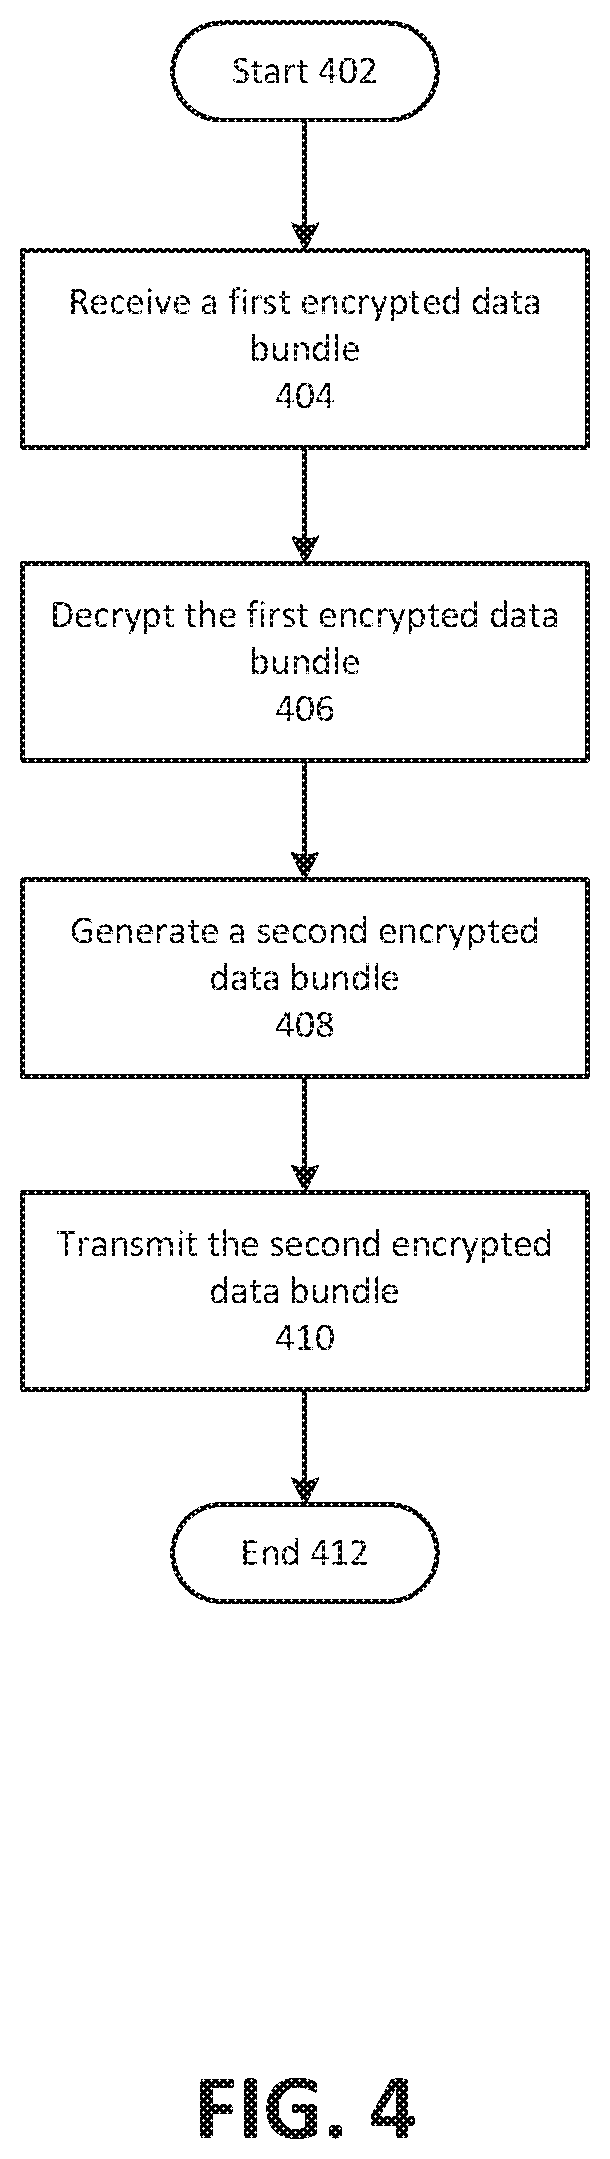 Start 402
Receive a first encrypted data
bundle
404
Decrypt the first encrypted data
bundle
406
Generate a second encrypted
data bundle
408
Transmit the second encrypted
data bundle
410
End 412
FIG. 4